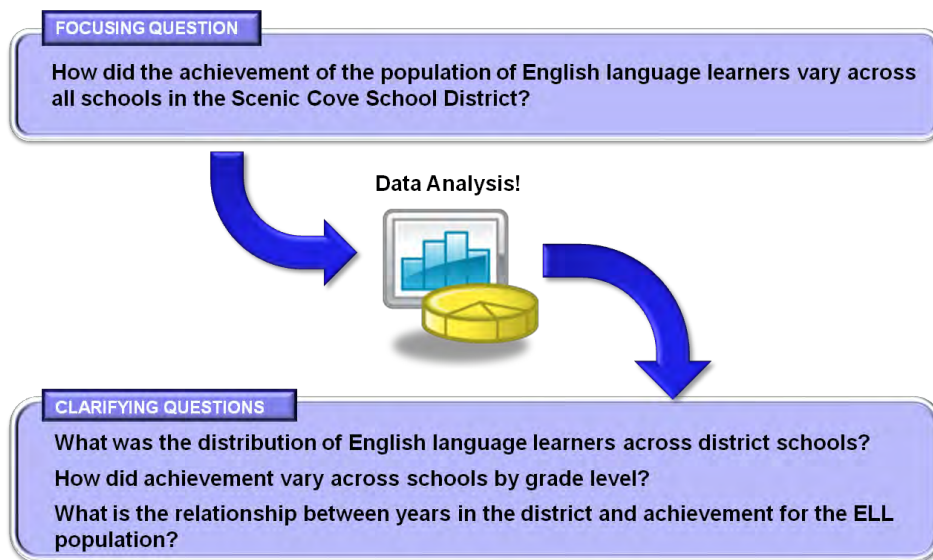 FOCUSING QUESTION
How did the achievement of the population of English language learners vary across
all schools in the Scenic Cove School District?
Data Analysis!
CLARIFYING QUESTIONS
What was the distribution of English language learners across district schools?
How did achievement vary across schools by grade level?
What is the relationship between years in the district and achievement for the ELL
population?